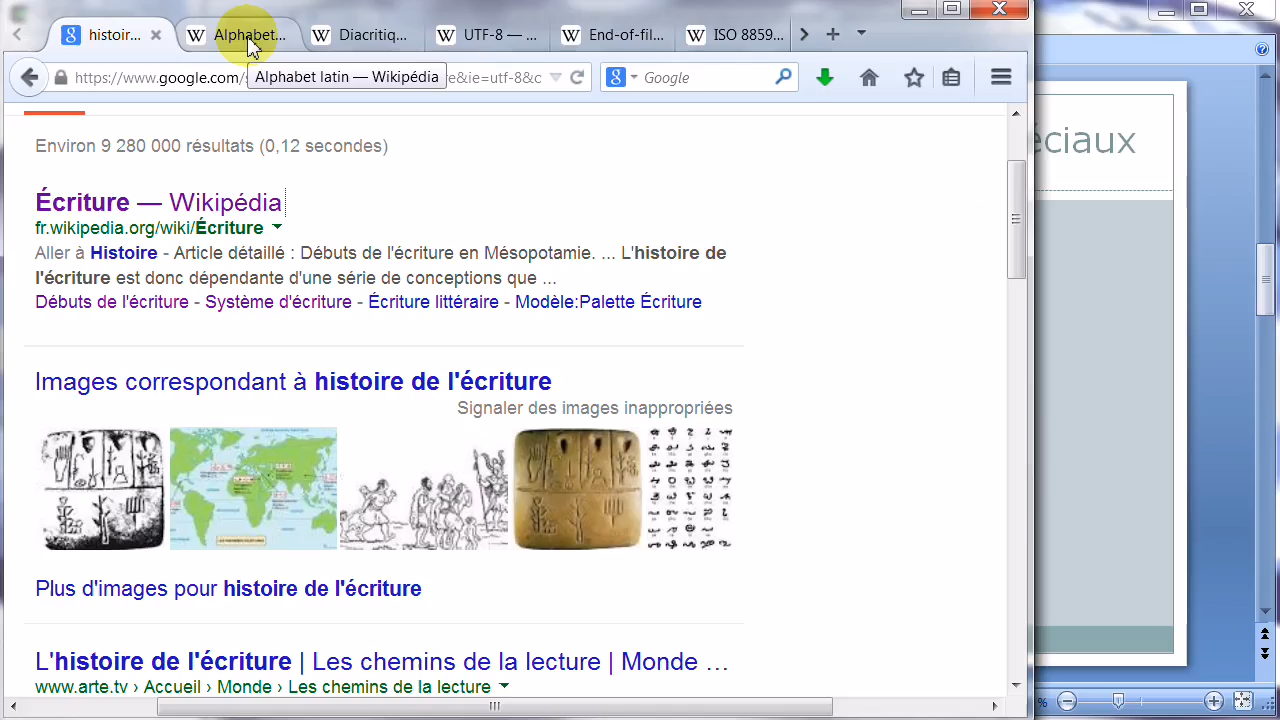 histoir...
Alphabet...
Diacritiq...
UTF-8 — ...
End-of-fil...
ISO 8859...
https://www.google.com/
e&ie=utf-8&c
Google
Alphabet latin — Wikipédia
Environ 9 280 000 résultats (0,12 secondes)
Écriture — Wikipédia
fr.wikipedia.org/wiki/Écriture
Aller à Histoire - Article détaillé : Débuts de l'écriture en Mésopotamie. ... L'histoire de
l'écriture est donc dépendante d'une série de conceptions que ...
Débuts de l'écriture - Système d'écriture - Écriture littéraire - Modèle:Palette Écriture
Images correspondant à histoire de l'écriture
Signaler des images inappropriées
Plus d'images pour histoire de l'écriture
L'histoire de l'écriture | Les chemins de la lecture | Monde ...
www.arte.tv › Accueil › Monde › Les chemins de la lecture
éciaux
%